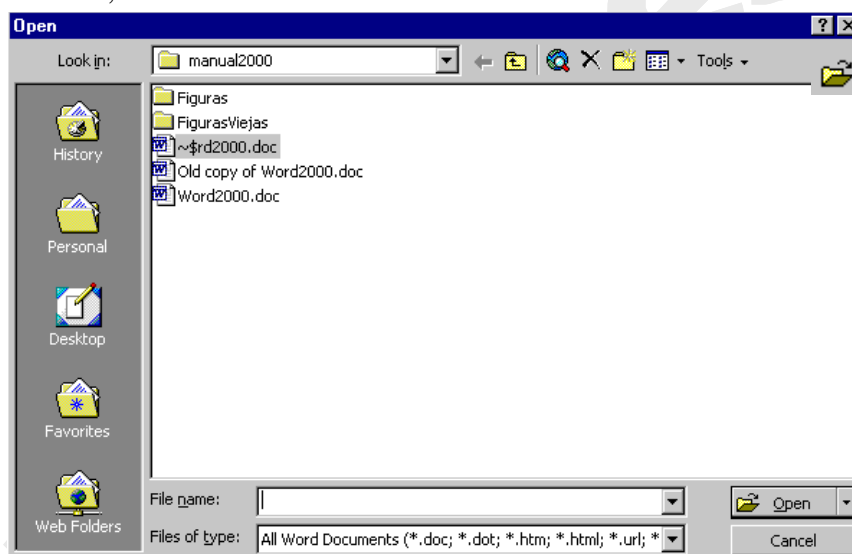 Open
Look in:
manual2000
Tools
Figuras
FigurasViejas
~$rd2000.doc
Old copy of Word2000.doc
Word2000.doc
History
Personal
Desktop
Favorites
Web Folders
File name:
Open
Files of type:
All Word Documents (*.doc; *.dot; *.htm; *.html; *.url; *
Cancel